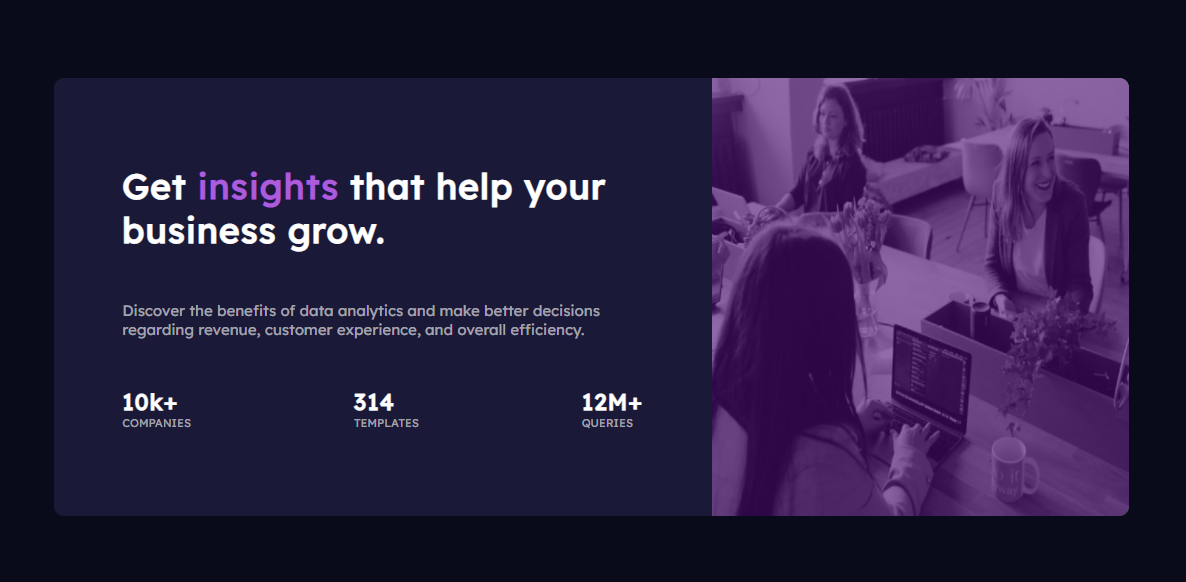 Get insights that help your
business grow.
Discover the benefits of data analytics and make better decisions
regarding revenue, customer experience, and overall efficiency.
10k+ 314 12M+
COMPANIES TEMPLATES QUERIES